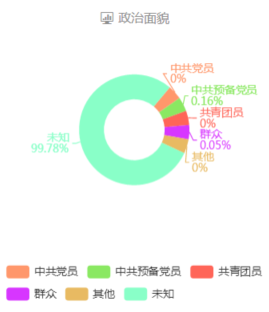 政治面貌
中共党员
0%
中共预备党员
0.16%
共青团员
0%
群众
0.05%
其他
0%
未知
99.78%
中共党员 中共预备党员 共青团员
群众 其他 未知